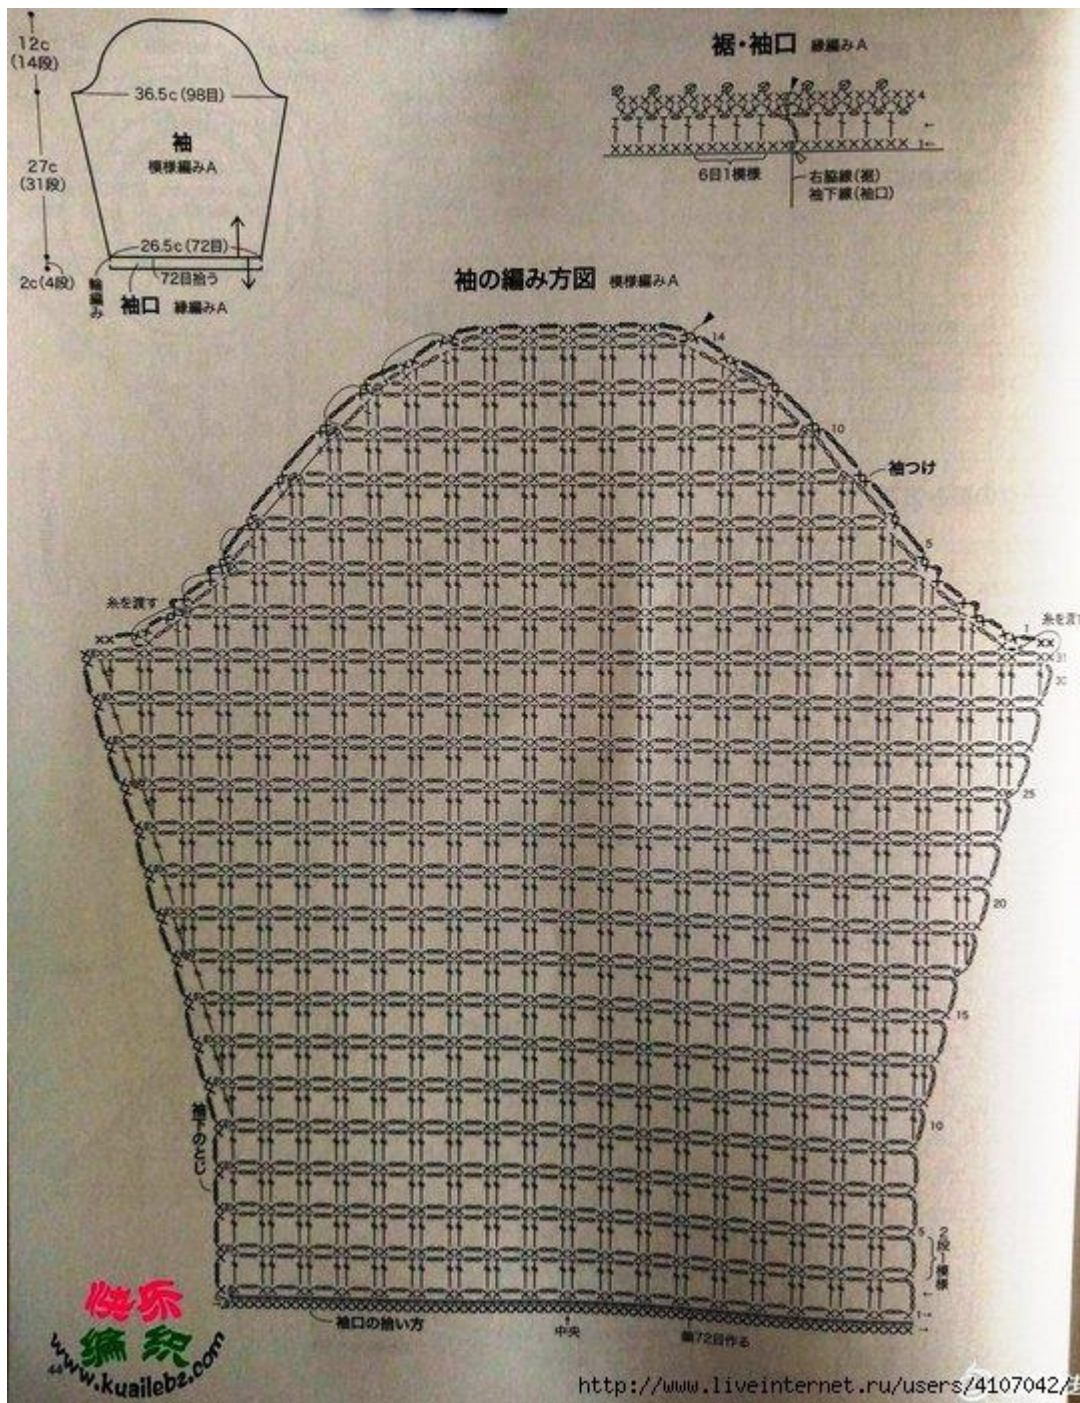 12c
(14段)
36.5c(98目)
袖
模様編みA
27c
(31段)
26.5c(72目)
72目拾う
2c(4段)
輪編み
袖口 縁編みA
裾・袖口 縁編みA
4
1
6目1模様
右脇線(裾)
袖下線(袖口)
袖の編み方図 模様編みA
14
10
袖つけ
5
糸を渡す
1
糸を渡す
31
30
25
20
15
10
5
2段1模様
1
袖口の拾い方
中央
鎖72目作る
快乐
编织
www.kuailebz.com
http://www.liveinternet.ru/users/4107042/